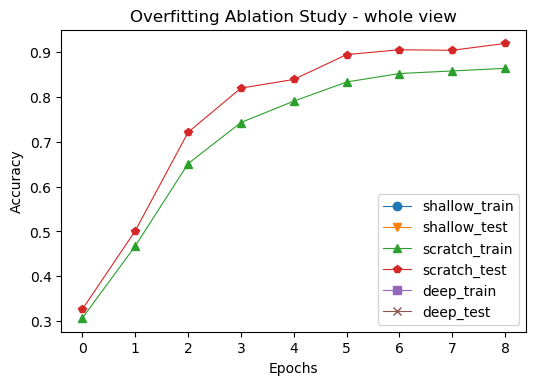 Overfitting Ablation Study - whole view
Accuracy
0.9
0.8
0.7
0.6
0.5
0.4
0.3
shallow_train
shallow_test
scratch_train
scratch_test
deep_train
deep_test
0 1 2 3 4 5 6 7 8
Epochs